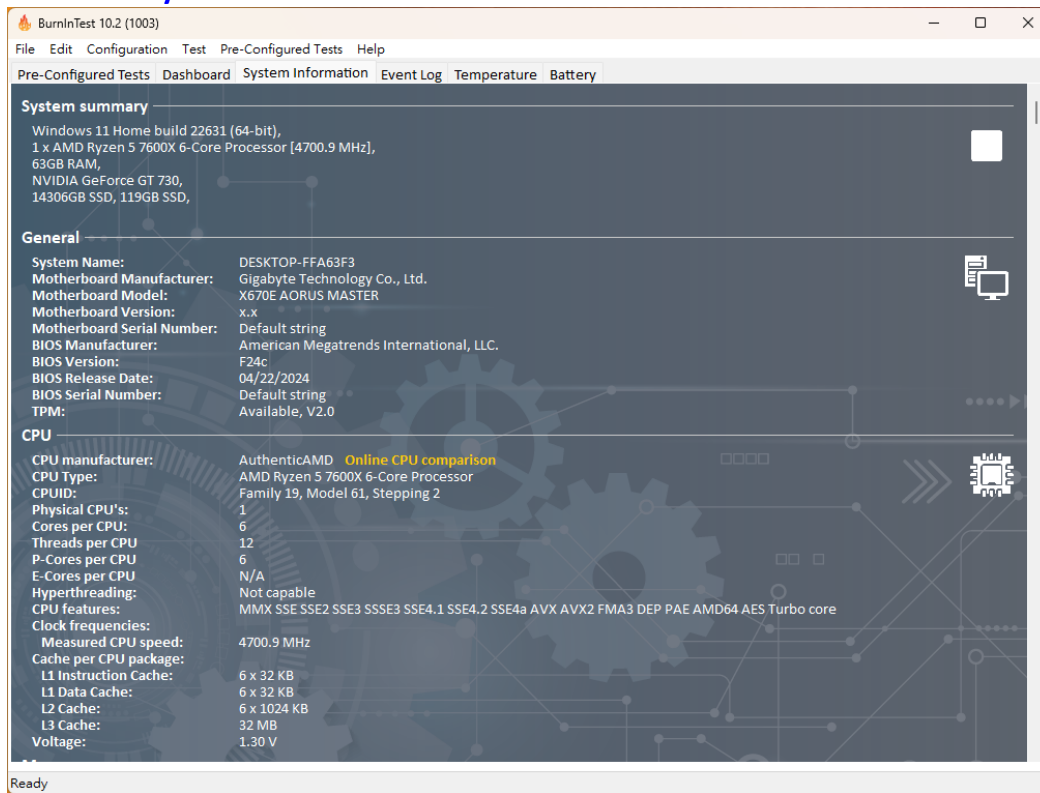 BurnInTest 10.2 (1003)
File Edit Configuration Test Pre-Configured Tests Help
Pre-Configured Tests Dashboard System Information Event Log Temperature Battery
System summary
Windows 11 Home build 22631 (64-bit),
1 x AMD Ryzen 5 7600X 6-Core Processor [4700.9 MHz],
63GB RAM,
NVIDIA GeForce GT 730,
14306GB SSD, 119GB SSD,
General
System Name: DESKTOP-FFA63F3
Motherboard Manufacturer: Gigabyte Technology Co., Ltd.
Motherboard Model: X670E AORUS MASTER
Motherboard Version: x.x
Motherboard Serial Number: Default string
BIOS Manufacturer: American Megatrends International, LLC.
BIOS Version: F24c
BIOS Release Date: 04/22/2024
BIOS Serial Number: Default string
TPM: Available, V2.0
CPU
CPU manufacturer: AuthenticAMD Online CPU comparison
CPU Type: AMD Ryzen 5 7600X 6-Core Processor
CPUID: Family 19, Model 61, Stepping 2
Physical CPU's: 1
Cores per CPU: 6
Threads per CPU 12
P-Cores per CPU 6
E-Cores per CPU N/A
Hyperthreading: Not capable
CPU features: MMX SSE SSE2 SSE3 SSSE3 SSE4.1 SSE4.2 SSE4a AVX AVX2 FMA3 DEP PAE AMD64 AES Turbo core
Clock frequencies:
Measured CPU speed: 4700.9 MHz
Cache per CPU package:
L1 Instruction Cache: 6 x 32 KB
L1 Data Cache: 6 x 32 KB
L2 Cache: 6 x 1024 KB
L3 Cache: 32 MB
Voltage: 1.30 V
Ready